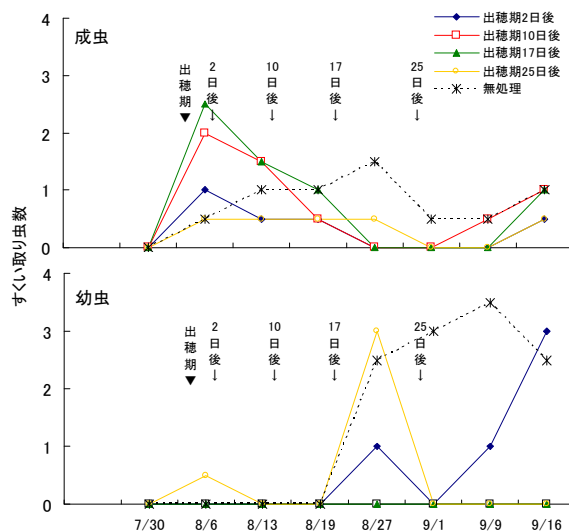 成虫
出穂期2日後
出穂期10日後
出穂期17日後
出穂期25日後
無処理
出穂期▼
2日後↓
10日後↓
17日後↓
25日後↓
4
3
2
1
0
すくい取り虫数
幼虫
出穂期▼
2日後↓
10日後↓
17日後↓
25日後↓
4
3
2
1
0
7/30 8/6 8/13 8/19 8/27 9/1 9/9 9/16